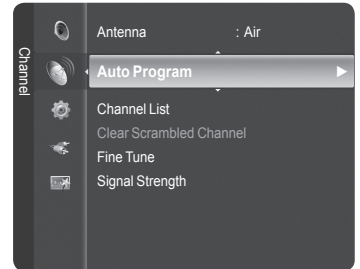 Channel
Antenna : Air
Auto Program
Channel List
Clear Scrambled Channel
Fine Tune
Signal Strength